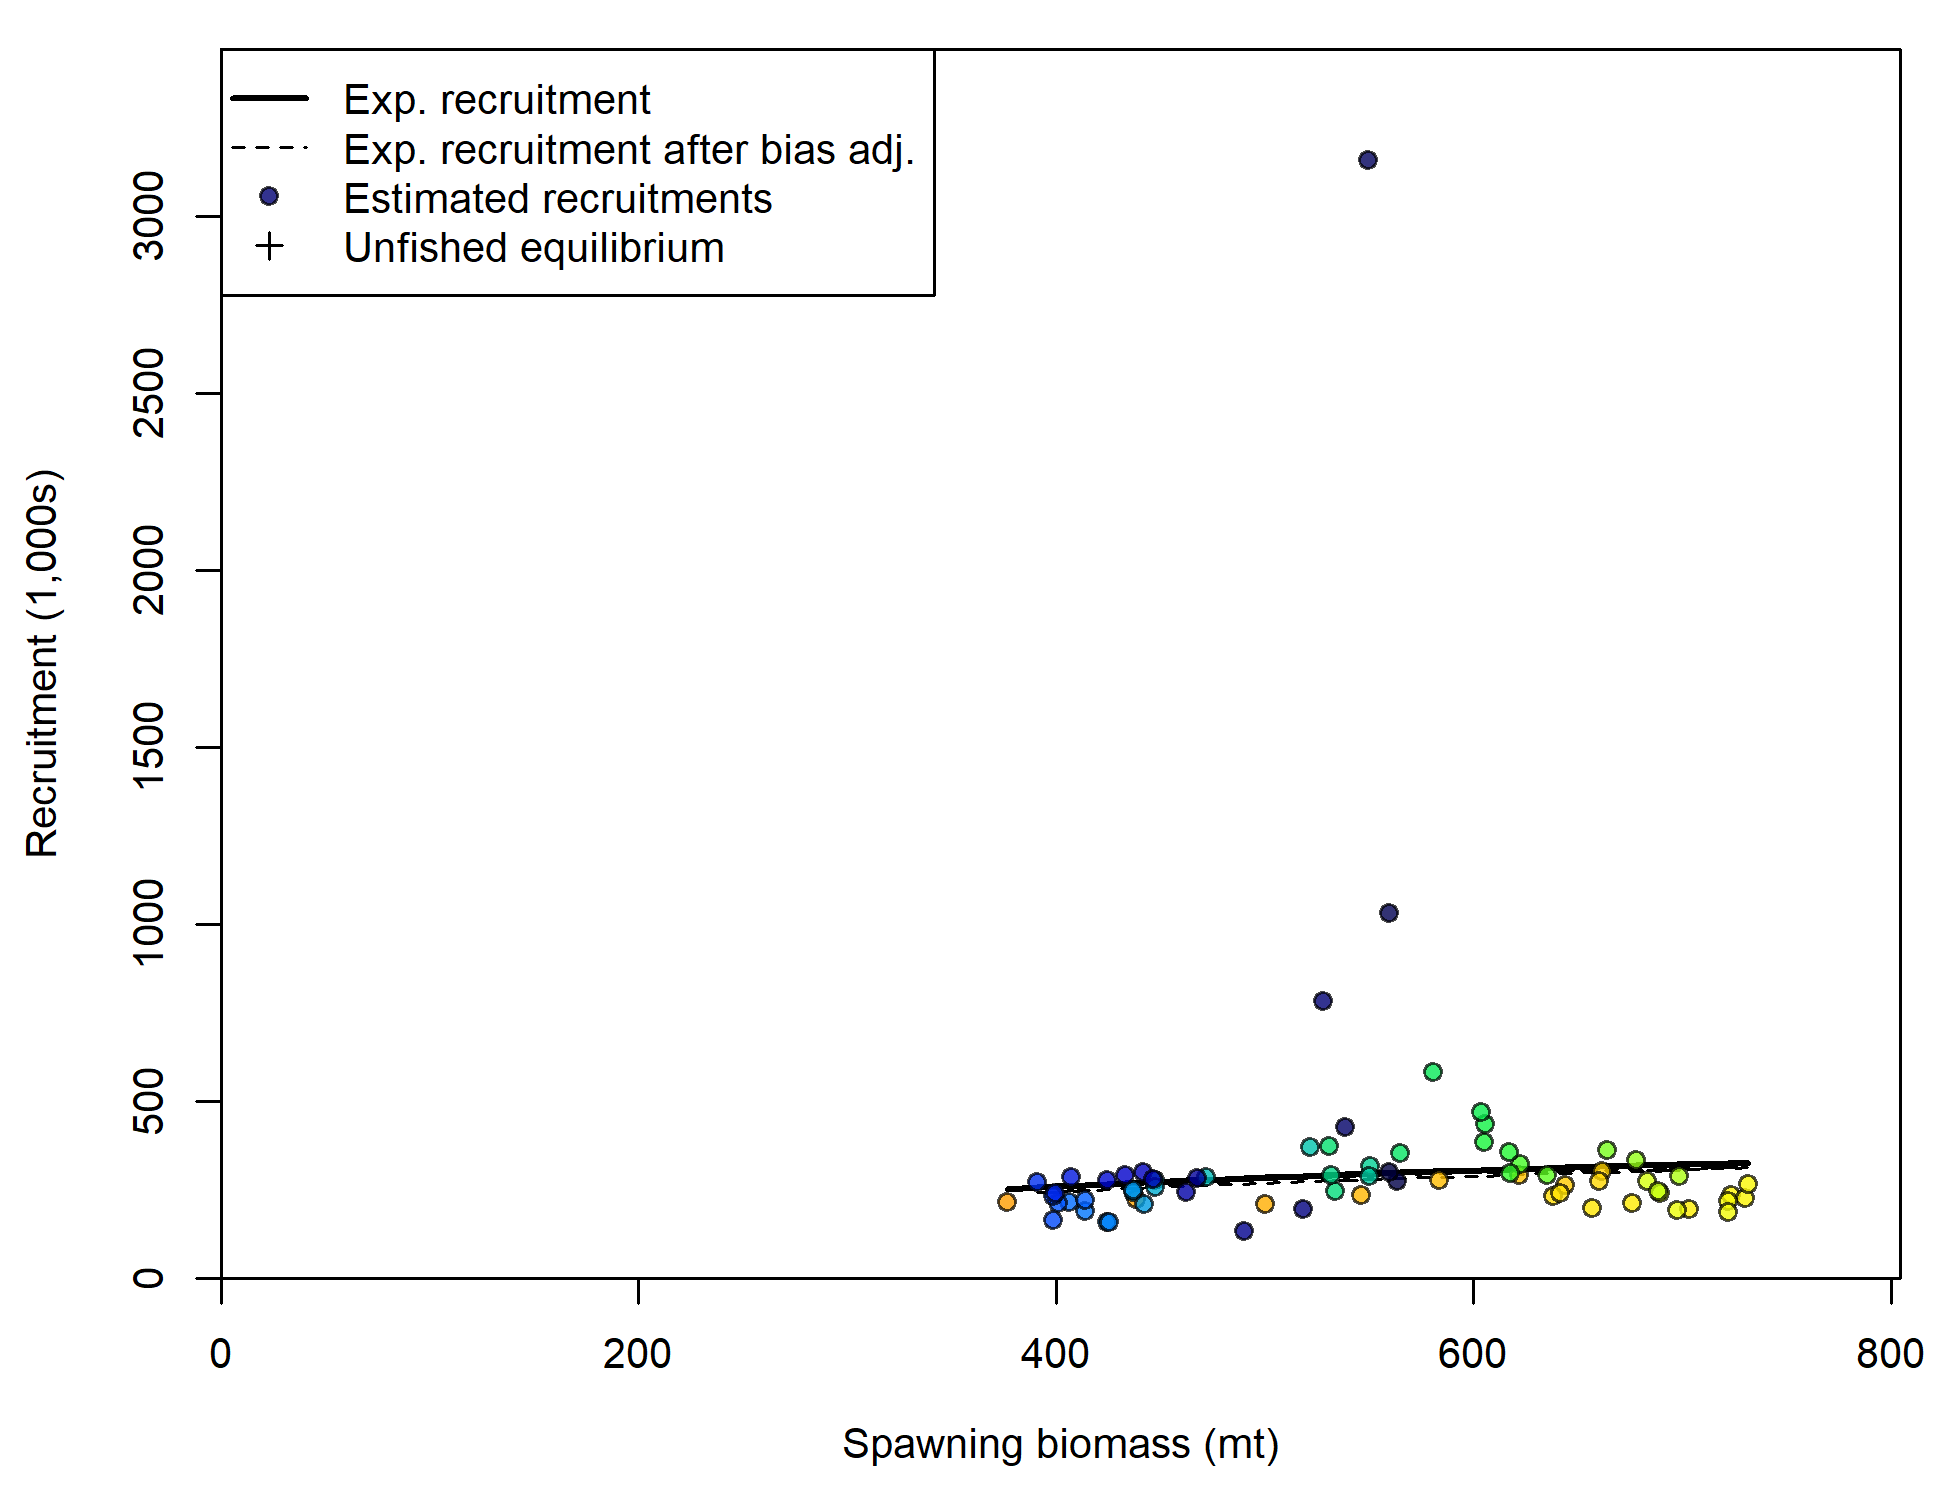 Exp. recruitment
Exp. recruitment after bias adj.
Estimated recruitments
Unfished equilibrium
Recruitment (1,000s)
3000
2500
2000
1500
1000
500
0
0 200 400 600 800
Spawning biomass (mt)